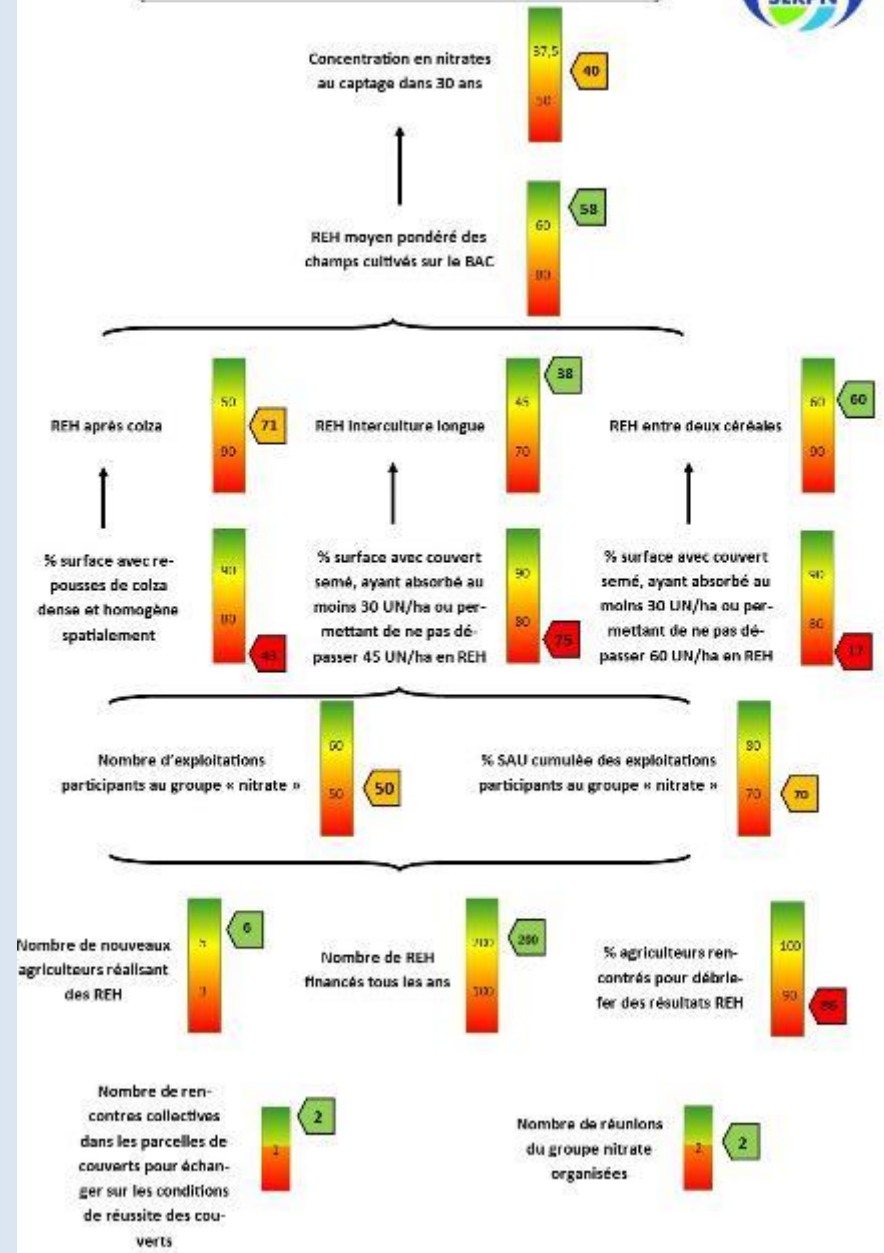 SERPN
Concentration en nitrates
au captage dans 30 ans
37,5
50
40
REH moyen pondéré des
champs cultivés sur le BAC
60
80
58
REH après colza
50
90
71
REH Interculture longue
45
70
38
REH entre deux céréales
60
90
60
% surface avec re-
pousses de colza
dense et homogène
spatialement
90
80
% surface avec couvert
semé, ayant absorbé au
moins 30 UN/ha ou per-
mettant de ne pas dé-
passer 45 UN/ha en REH
90
80
75
% surface avec couvert
semé, ayant absorbé au
moins 30 UN/ha ou per-
mettant de ne pas dé-
passer 60 UN/ha en REH
90
80
17
Nombre d'exploitations
participants au groupe « nitrate »
60
50
50
% SAU cumulée des exploitations
participants au groupe « nitrate »
80
70
70
Nombre de nouveaux
agriculteurs réalisant
des REH
5
3
6
Nombre de REH
financés tous les ans
200
100
% agriculteurs ren-
contrés pour débrie-
fer des résultats REH
100
90
86
Nombre de ren-
contres collectives
dans les parcelles de
couverts pour échan-
ger sur les conditions
de réussite des cou-
verts
2
Nombre de réunions
du groupe nitrate
organisées
2
2